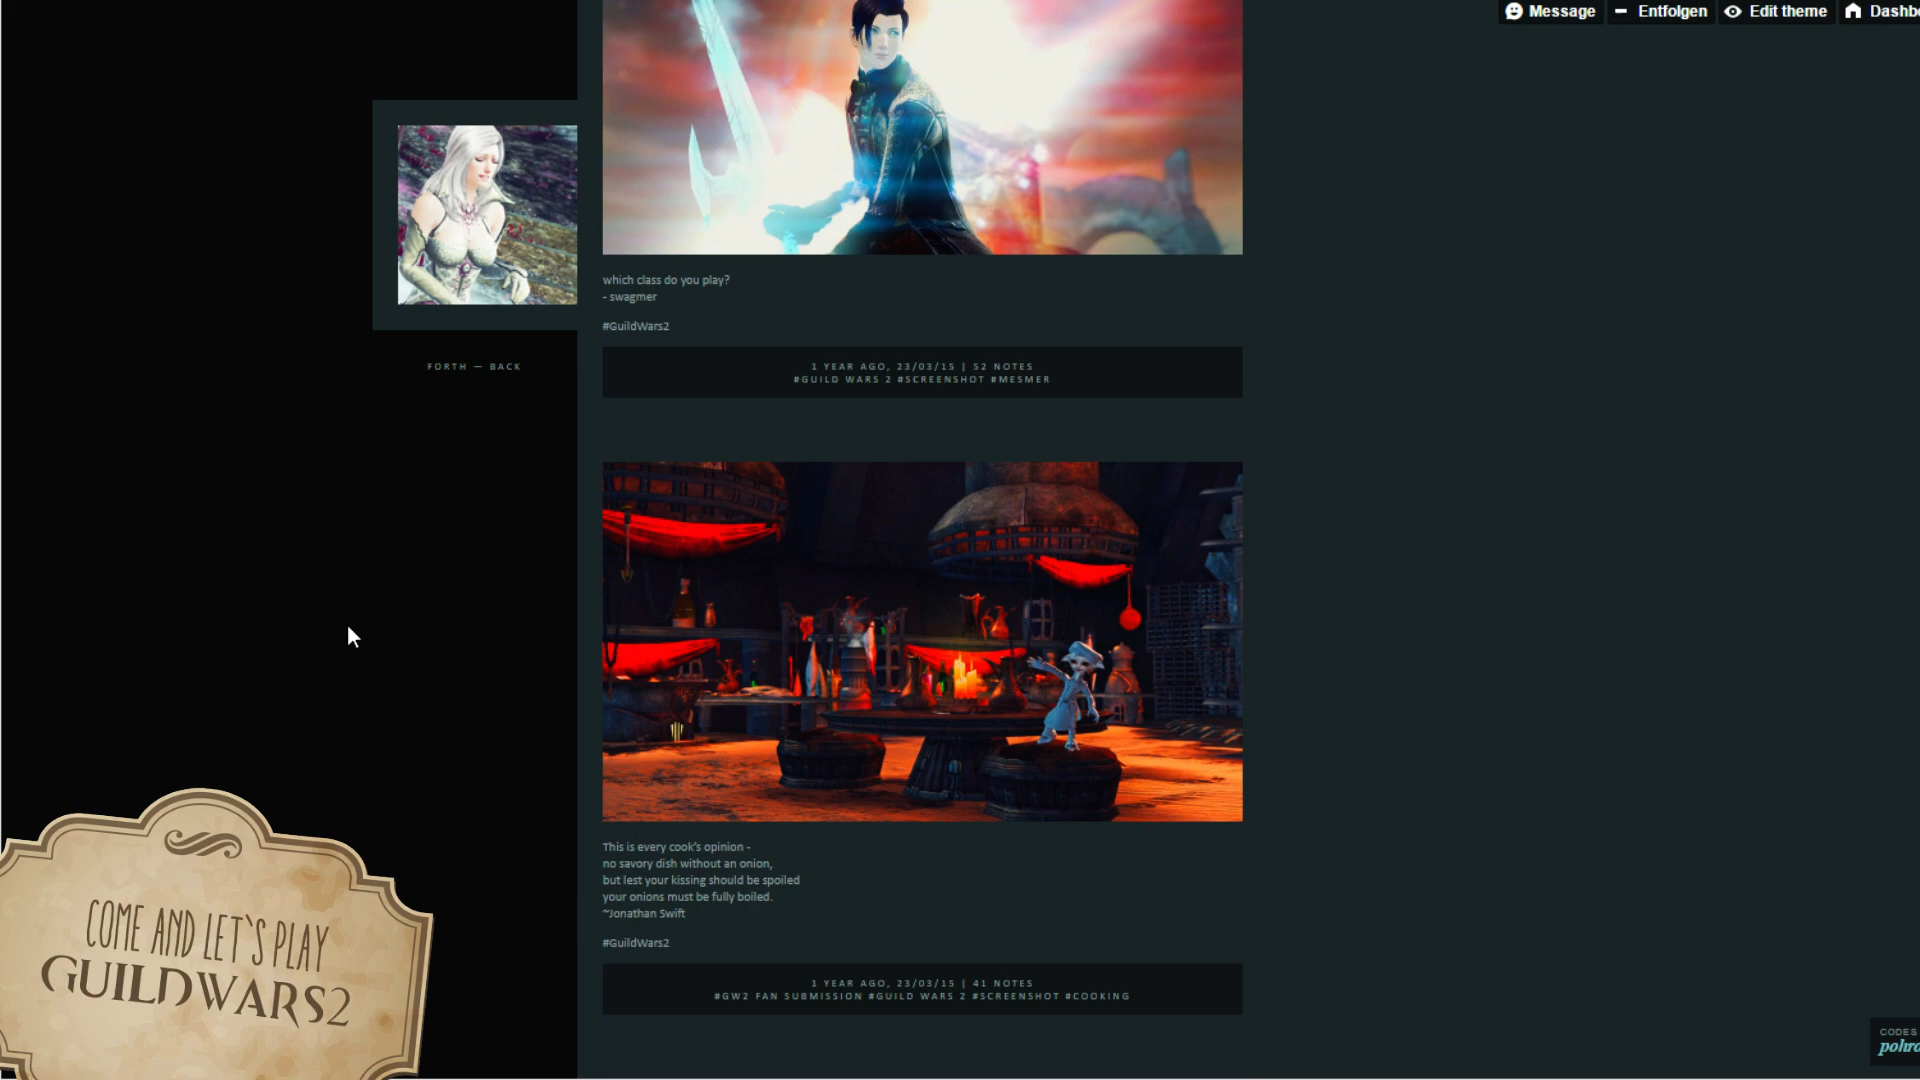 Message
Entfolgen
Edit theme
which class do you play?
- swagmer
#GuildWars2
1 YEAR AGO, 23/03/15 | 52 NOTES
#GUILD WARS 2 #SCREENSHOT #MESMER
FORTH — BACK
This is every cook's opinion -
no savory dish without an onion,
but lest your kissing should be spoiled
your onions must be fully boiled.
~Jonathan Swift
#GuildWars2
1 YEAR AGO, 23/03/15 | 41 NOTES
#GW2 FAN SUBMISSION #GUILD WARS 2 #SCREENSHOT #COOKING
COME AND LET`S PLAY
GUILDWARS2
CODES